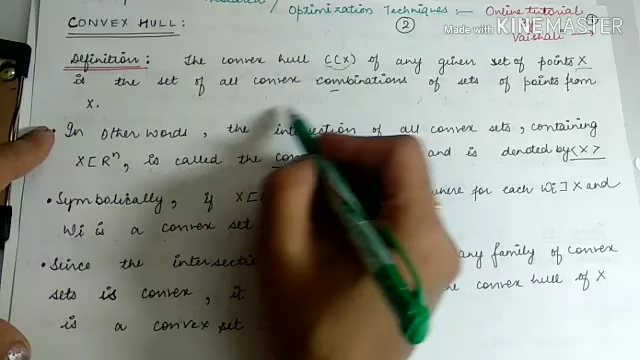 Research / Optimization Techniques : Online tutorial
② by ①
Vaishali
Made with KINEMASTER
CONVEX HULL:
Definition: The convex hull C(X) of any given set of points X
is the set of all convex combinations of sets of points from
X.
• In other words, the intersection of all convex sets, containing
X⊂Rⁿ, is called the and is denoted by <X>
• Symbolically, if X⊂ where for each Wi ⊃ X and
Wi is a convex set
• Since the any family of convex
sets is convex, it the convex hull of X
is a convex set